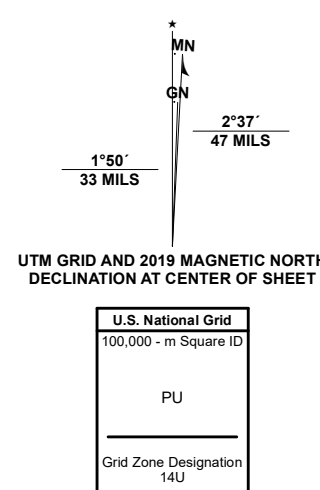 ★
MN
GN
2°37´
47 MILS
1°50´
33 MILS
UTM GRID AND 2019 MAGNETIC NORTH
DECLINATION AT CENTER OF SHEET
U.S. National Grid
100,000 - m Square ID
PU
Grid Zone Designation
14U